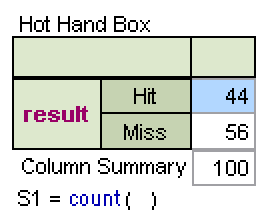 Hot Hand Box
result Hit 44
Miss 56
Column Summary 100
S1 = count( )